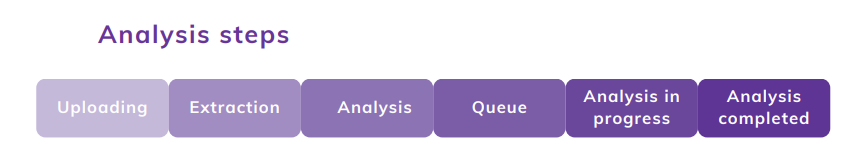 Analysis steps
Uploading
Extraction
Analysis
Queue
Analysis in
progress
Analysis
completed